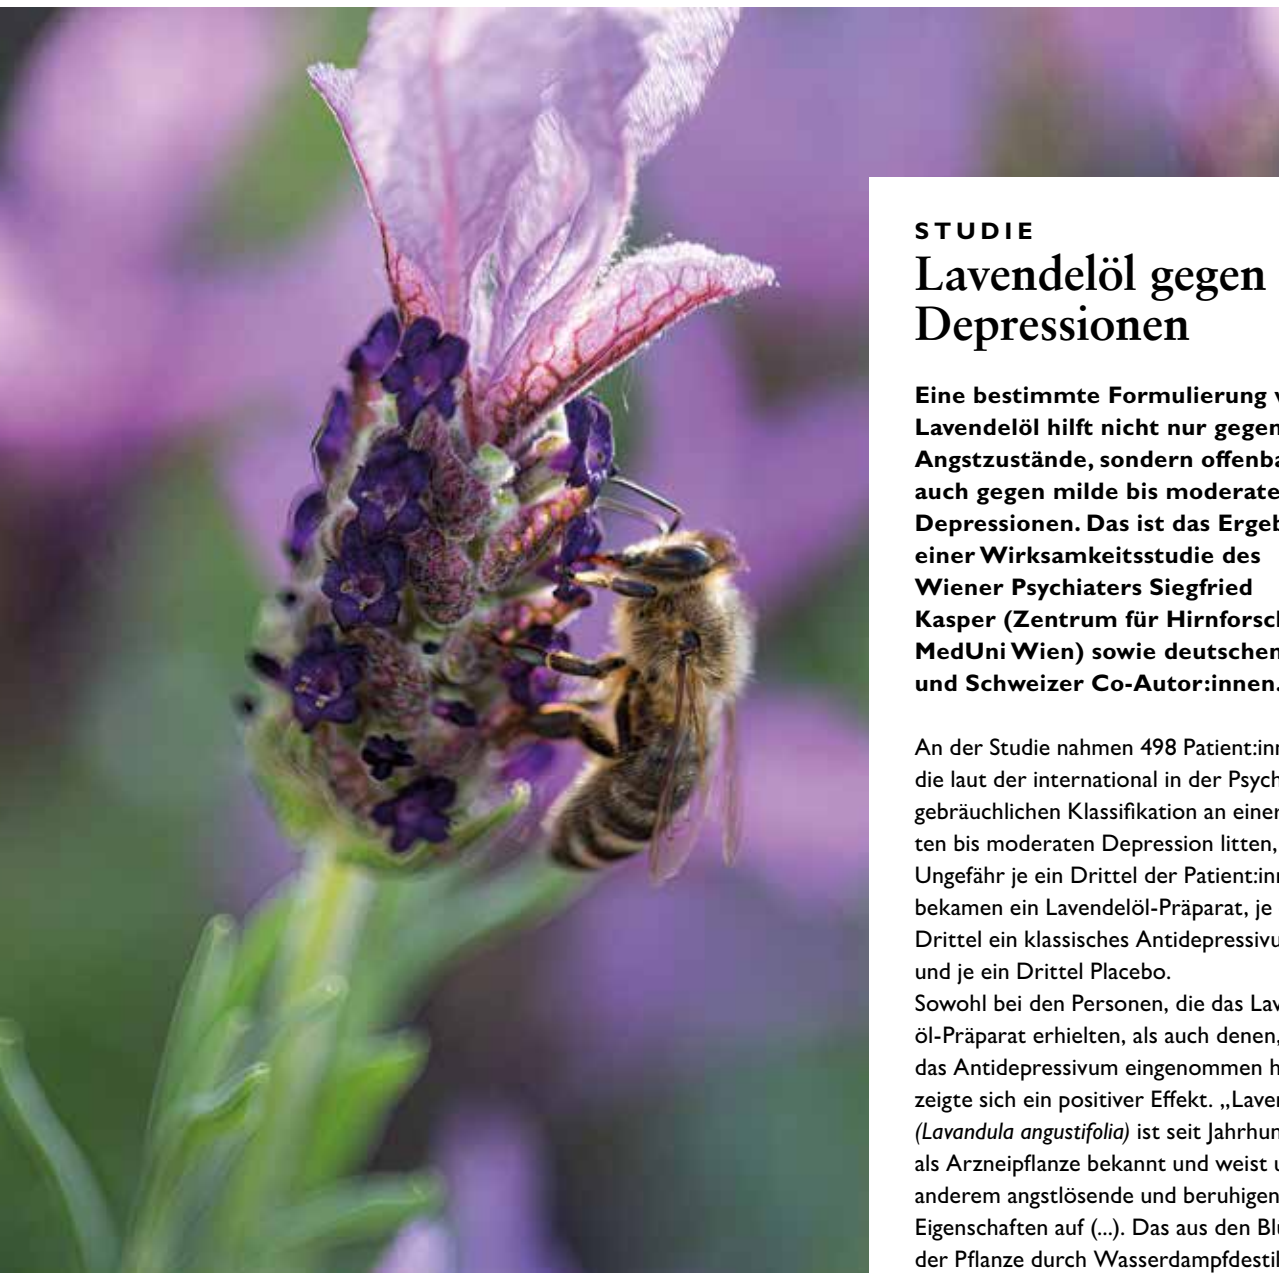 STUDIE
Lavendelöl gegen
Depressionen
Eine bestimmte Formulierung
Lavendelöl hilft nicht nur gegen
Angstzustände, sondern offenba
auch gegen milde bis moderate
Depressionen. Das ist das Ergeb
einer Wirksamkeitsstudie des
Wiener Psychiaters Siegfried
Kasper (Zentrum für Hirnforsch
MedUni Wien) sowie deutschen
und Schweizer Co-Autor:innen.
An der Studie nahmen 498 Patient:inn
die laut der international in der Psych
gebräuchlichen Klassifikation an einer
ten bis moderaten Depression litten,
Ungefähr je ein Drittel der Patient:inn
bekamen ein Lavendelöl-Präparat, je
Drittel ein klassisches Antidepressivu
und je ein Drittel Placebo.
Sowohl bei den Personen, die das Lav
öl-Präparat erhielten, als auch denen,
das Antidepressivum eingenommen h
zeigte sich ein positiver Effekt. „Laven
(Lavandula angustifolia) ist seit Jahrhun
als Arzneipflanze bekannt und weist u
anderem angstlösende und beruhigen
Eigenschaften auf (...). Das aus den Blü
der Pflanze durch Wasserdampfdestil